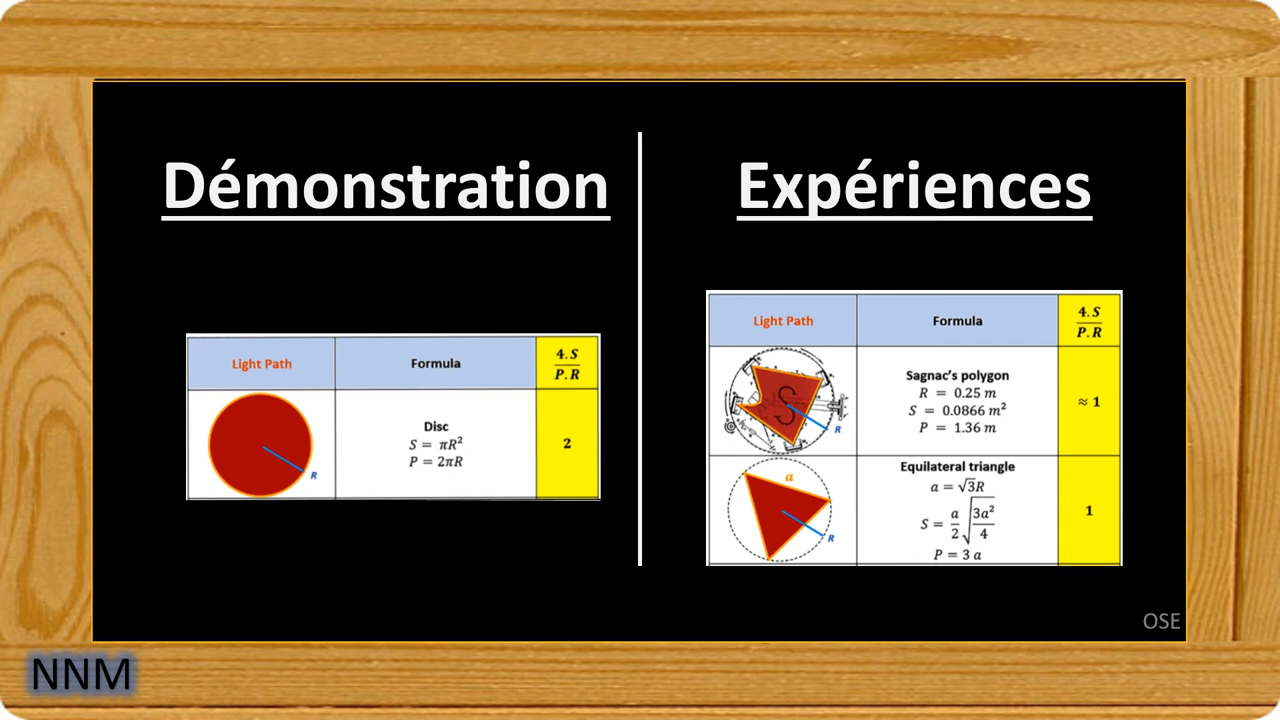 Démonstration
Light Path
Formula
4.S
P.R
Disc
S = πR²
P = 2πR
2
R
Expériences
Light Path
Formula
4.S
P.R
S
R
Sagnac's polygon
R = 0.25 m
S = 0.0866 m²
P = 1.36 m
≈ 1
a
R
Equilateral triangle
a = √3R
S = a/2 √3a²/4
P = 3 a
1
OSE
NNM